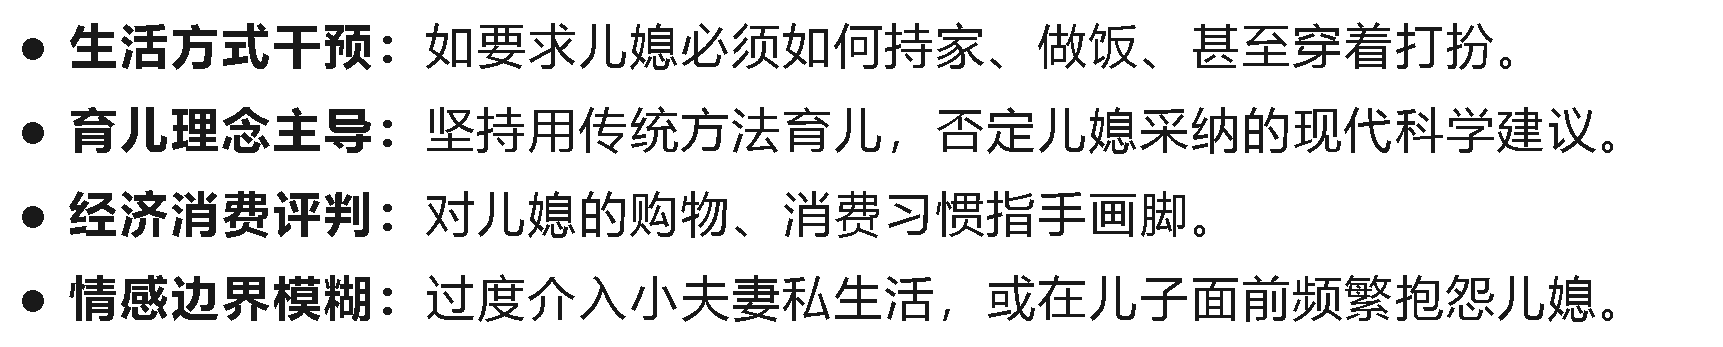 ● 生活方式干预：如要求儿媳必须如何持家、做饭、甚至穿着打扮。
● 育儿理念主导：坚持用传统方法育儿，否定儿媳采纳的现代科学建议。
● 经济消费评判：对儿媳的购物、消费习惯指手画脚。
● 情感边界模糊：过度介入小夫妻私生活，或在儿子面前频繁抱怨儿媳。